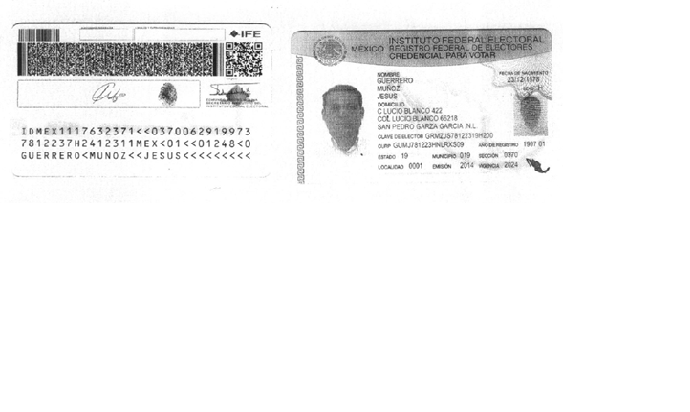 IFE
IDMEX1117632371<<0370062919973
7812237H2412311MEX<01<<01248<0
GUERRERO<MUNOZ<<JESUS<<<<<<<<<
INSTITUTO FEDERAL ELECTORAL
MÉXICO REGISTRO FEDERAL DE ELECTORES
CREDENCIAL PARA VOTAR
NOMBRE
GUERRERO
MUÑOZ
JESUS
FECHA DE NACIMIENTO
23/12/1978
DOMICILIO
C LUCIO BLANCO 422
COL LUCIO BLANCO 66218
SAN PEDRO GARZA GARCIA N.L.
CLAVE DE ELECTOR
CURP GUMJ781223HNLRXS09 AÑO DE REGISTRO 1997 01
ESTADO 19 MUNICIPIO 019 SECCIÓN 0370
LOCALIDAD 0001 EMISIÓN 2014 VIGENCIA 2024